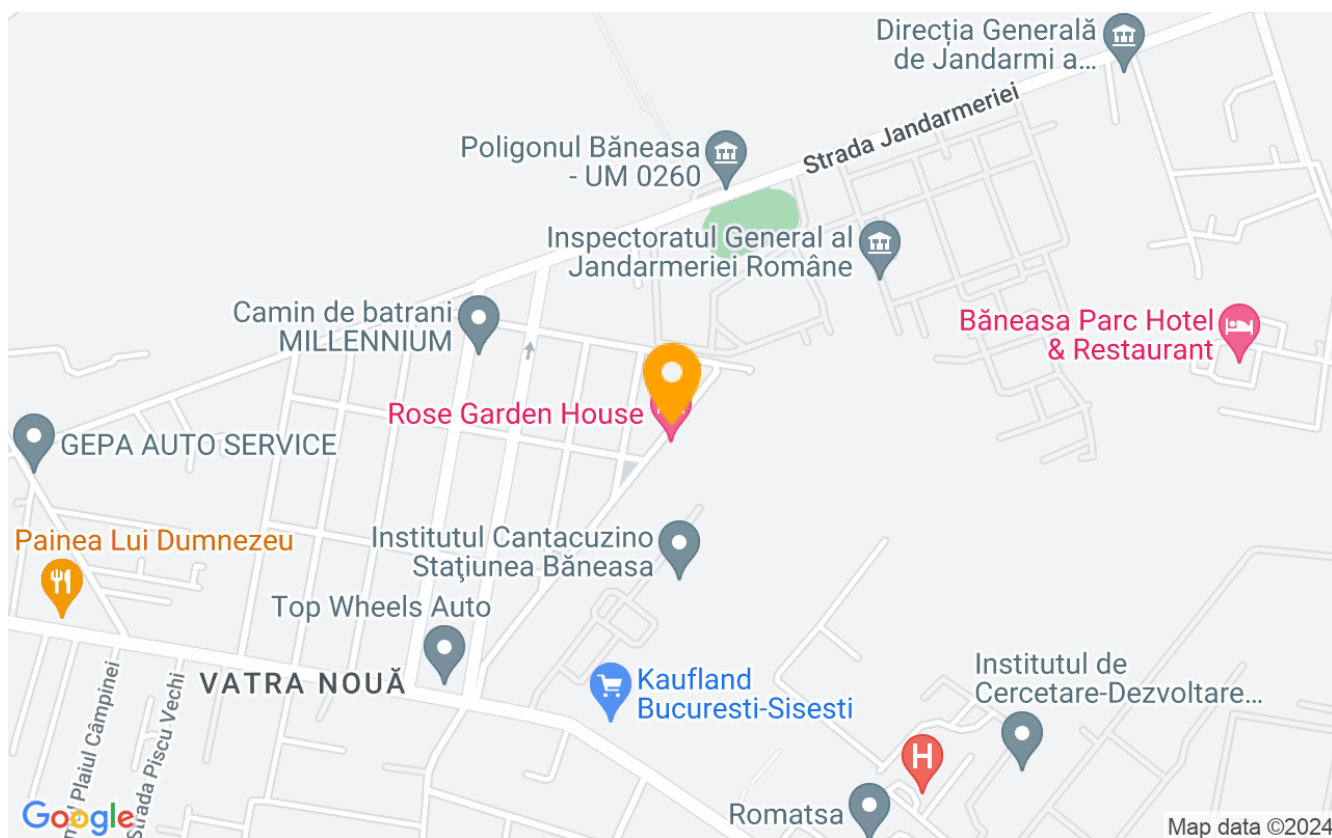 Direcția Generală
de Jandarmi a...
Strada Jandarmeriei
Poligonul Băneasa
- UM 0260
Inspectoratul General al
Jandarmeriei Române
Camin de batrani
MILLENNIUM
Băneasa Parc Hotel
& Restaurant
Rose Garden House
GEPA AUTO SERVICE
Painea Lui Dumnezeu
Institutul Cantacuzino
Stațiunea Băneasa
Top Wheels Auto
VATRA NOUĂ
Kaufland
Bucuresti-Sisesti
Institutul de
Cercetare-Dezvoltare...
H
Plaiul Câmpinei
Strada Piscu Vechi
Romatsa
Google
Map data ©2024